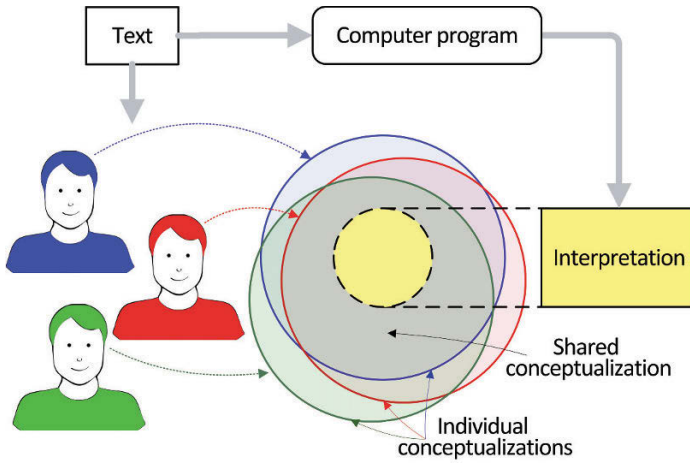 Text
Computer program
Interpretation
Shared
conceptualization
Individual
conceptualizations